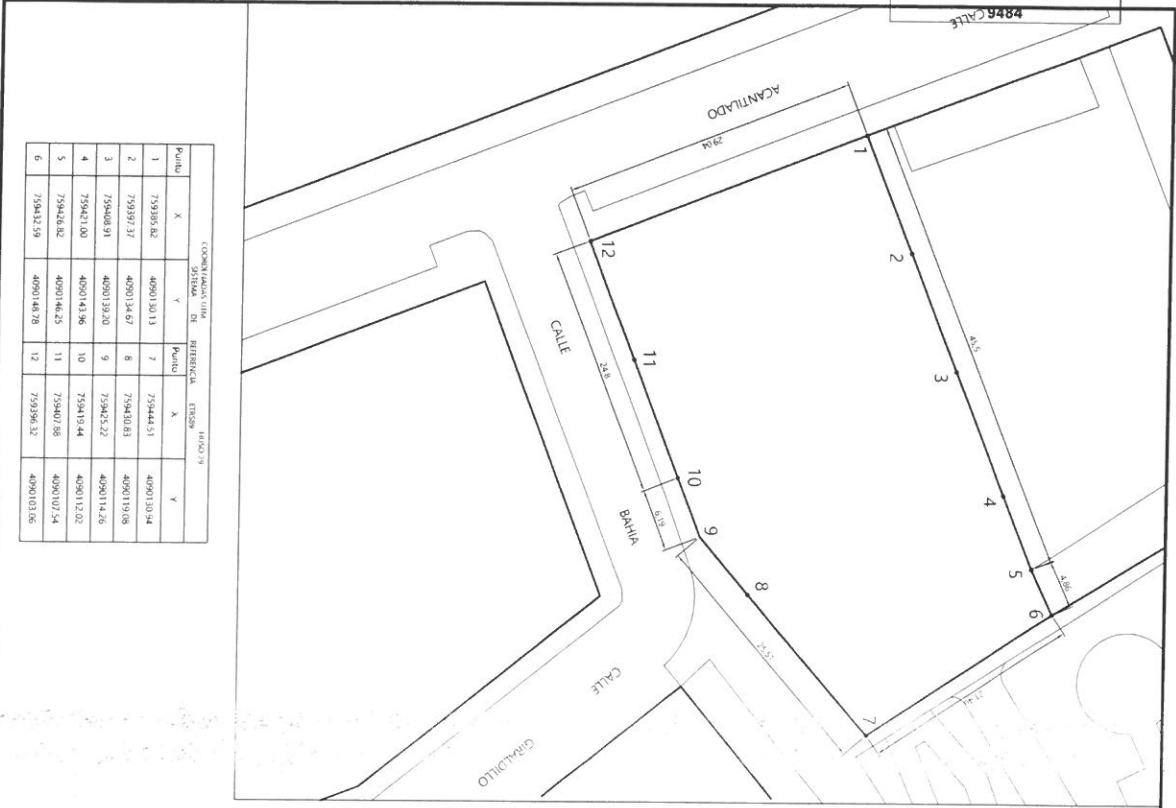 CALLE 9484
ACANTILADO
29.04
1
2
3
4
5
6
7
8
9
10
11
12
45.5
4.86
CALLE
24.8
BAHIA
6.19
25.51
CALLE
GIRALDILLO
COORDENADAS UTM HUSO 29
SISTEMA DE REFERENCIA ETRS89
Punto X Y Punto X Y
1 759385.82 4090130.13 7 759444.51 4090130.94
2 759397.37 4090134.67 8 759430.83 4090119.08
3 759408.91 4090139.20 9 759425.22 4090114.26
4 759421.00 4090143.96 10 759419.44 4090112.02
5 759426.82 4090146.25 11 759407.88 4090107.54
6 759432.59 4090148.78 12 759396.32 4090103.06